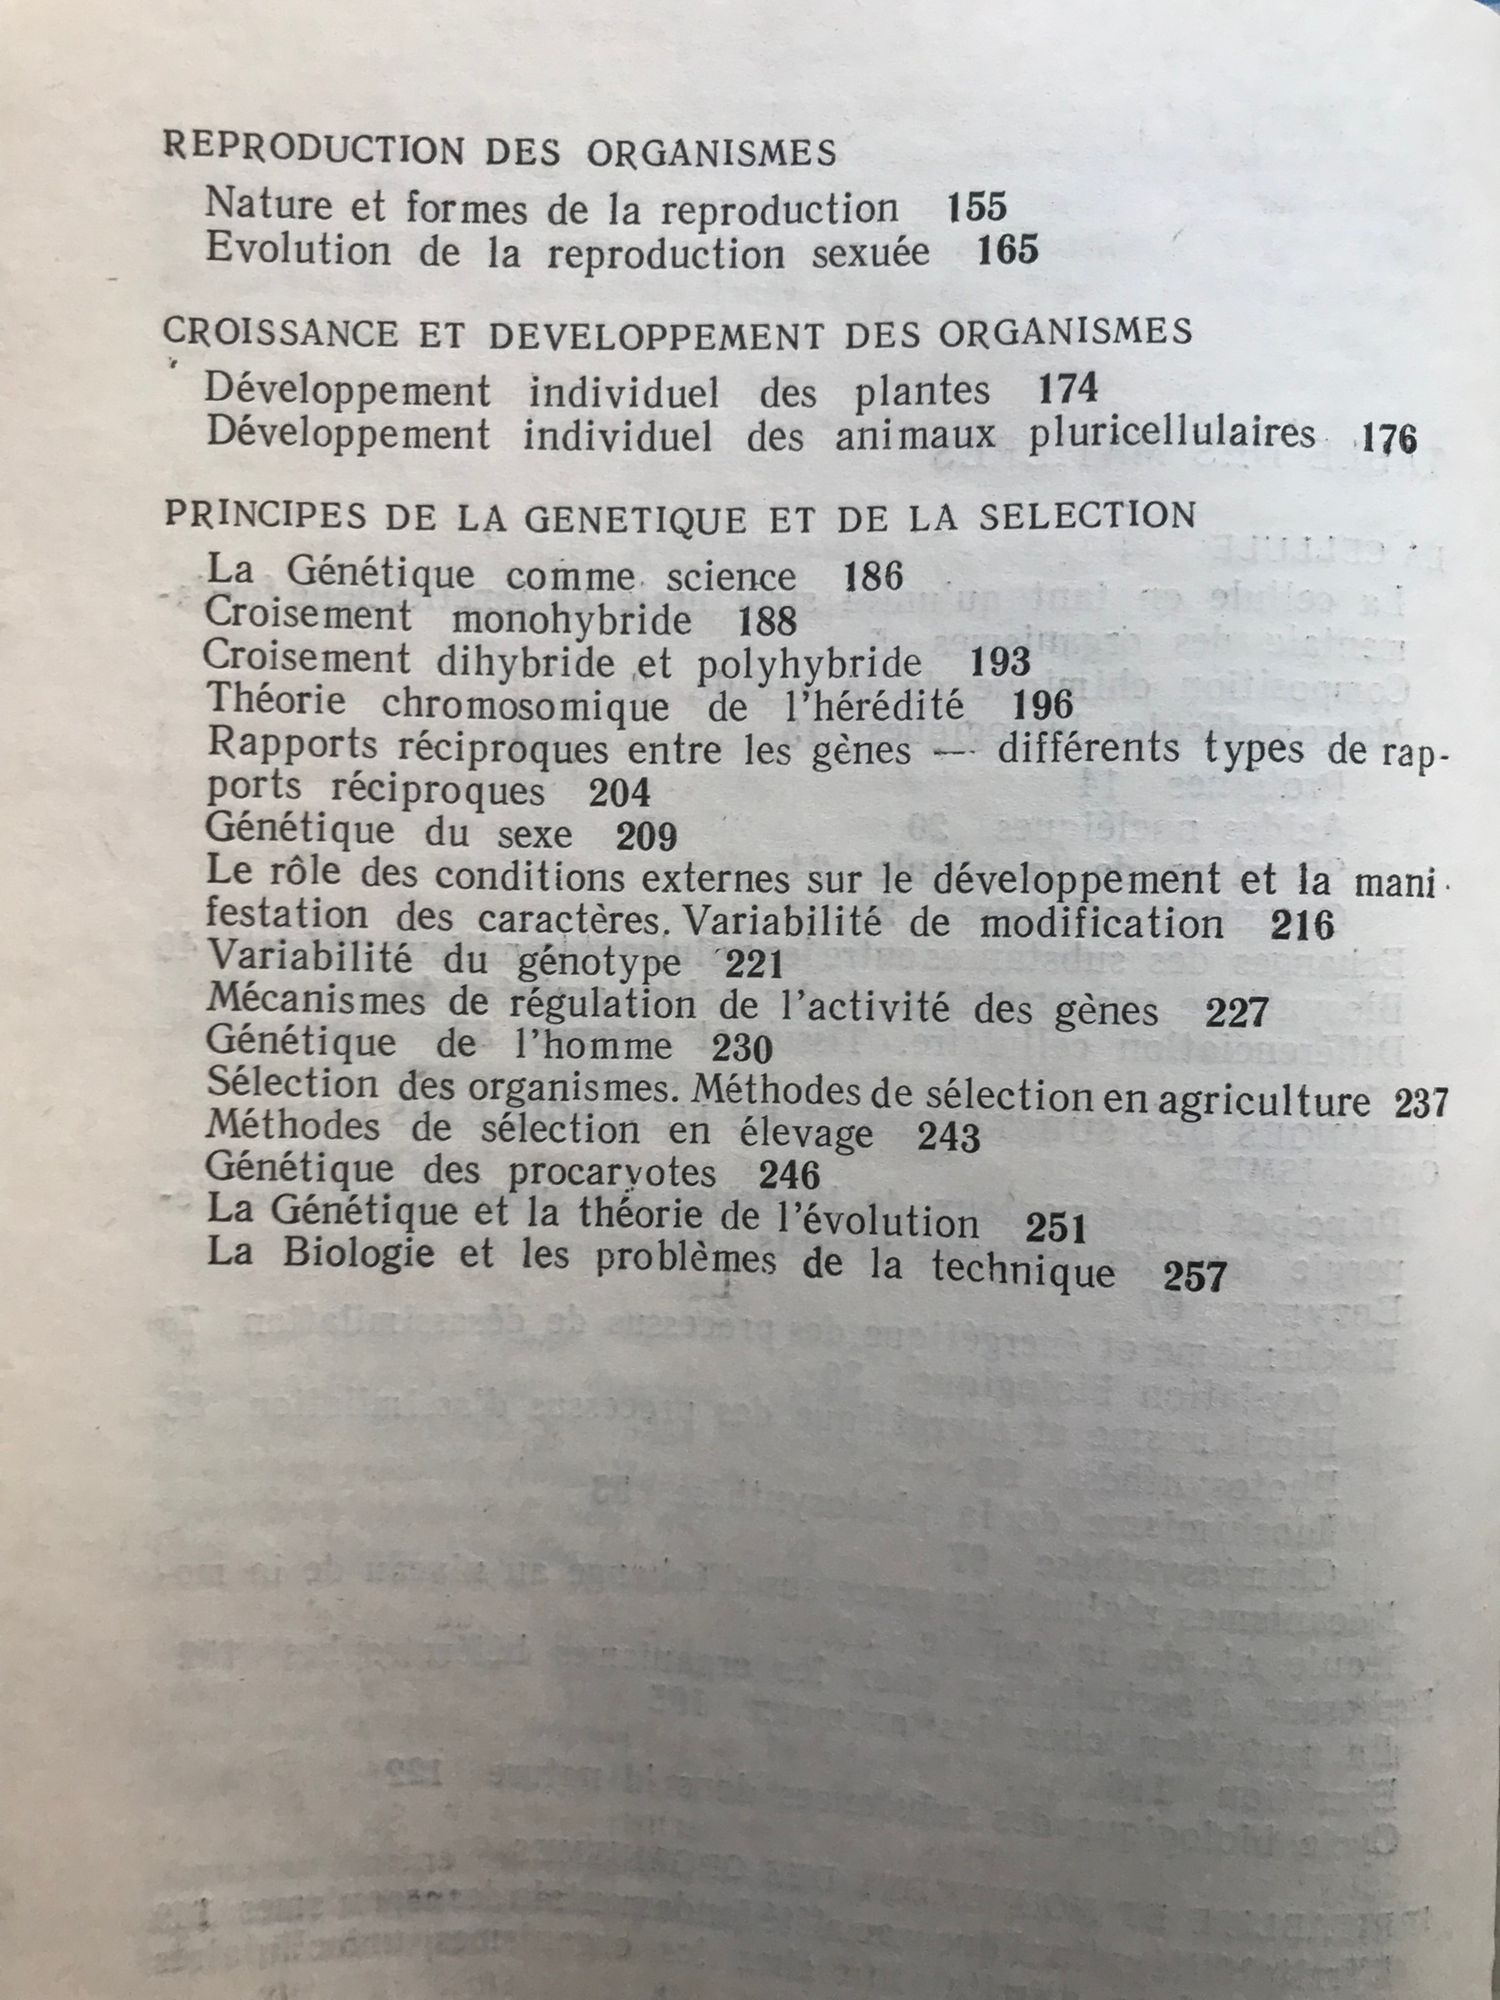 REPRODUCTION DES ORGANISMES
Nature et formes de la reproduction 155
Evolution de la reproduction sexuée 165
CROISSANCE ET DEVELOPPEMENT DES ORGANISMES
Développement individuel des plantes 174
Développement individuel des animaux pluricellulaires 176
PRINCIPES DE LA GENETIQUE ET DE LA SELECTION
La Génétique comme science 186
Croisement monohybride 188
Croisement dihybride et polyhybride 193
Théorie chromosomique de l'hérédité 196
Rapports réciproques entre les gènes — différents types de rap-
ports réciproques 204
Génétique du sexe 209
Le rôle des conditions externes sur le développement et la mani-
festation des caractères. Variabilité de modification 216
Variabilité du génotype 221
Mécanismes de régulation de l'activité des gènes 227
Génétique de l'homme 230
Sélection des organismes. Méthodes de sélection en agriculture 237
Méthodes de sélection en élevage 243
Génétique des procaryotes 246
La Génétique et la théorie de l'évolution 251
La Biologie et les problèmes de la technique 257